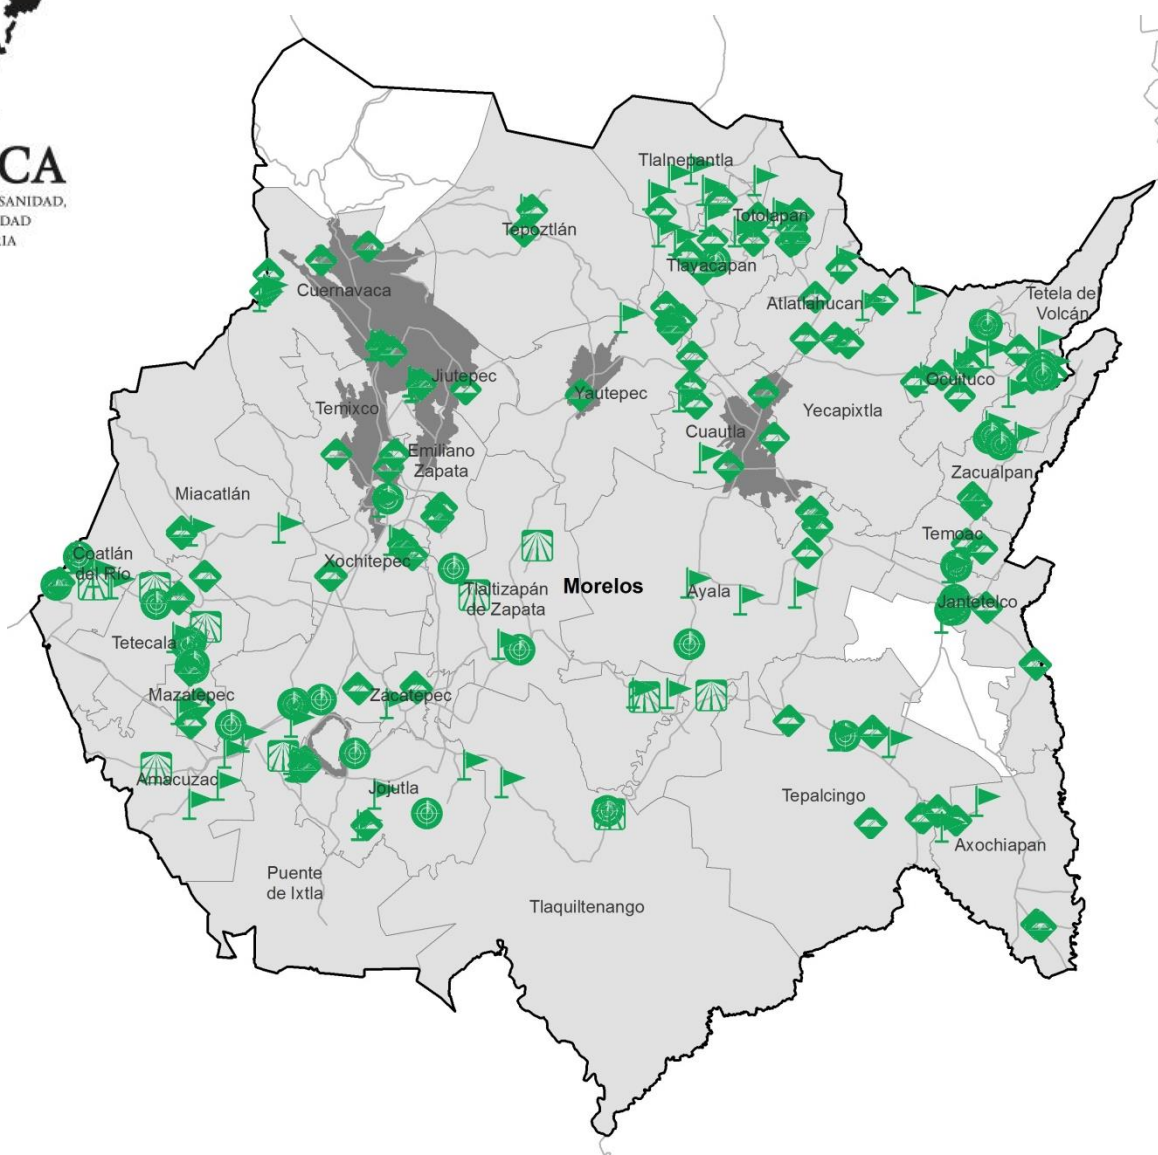 CA
SANIDAD,
DAD
IA
Tlalnepantla
Totolapan
Tepoztlán
Tlayacapan
Cuernavaca
Atlatlahucan
Tetela del
Volcán
Jiutepec
Ocuituco
Yautepec
Temixco
Yecapixtla
Cuautla
Emiliano
Zapata
Zacualpan
Miacatlán
Temoac
Coatlán
del Río
Xochitepec
Morelos
Tlaltizapán
de Zapata
Ayala
Jantetelco
Tetecala
Mazatepec
Zacatepec
Amacuzac
Jojutla
Tepalcingo
Axochiapan
Puente
de Ixtla
Tlaquiltenango